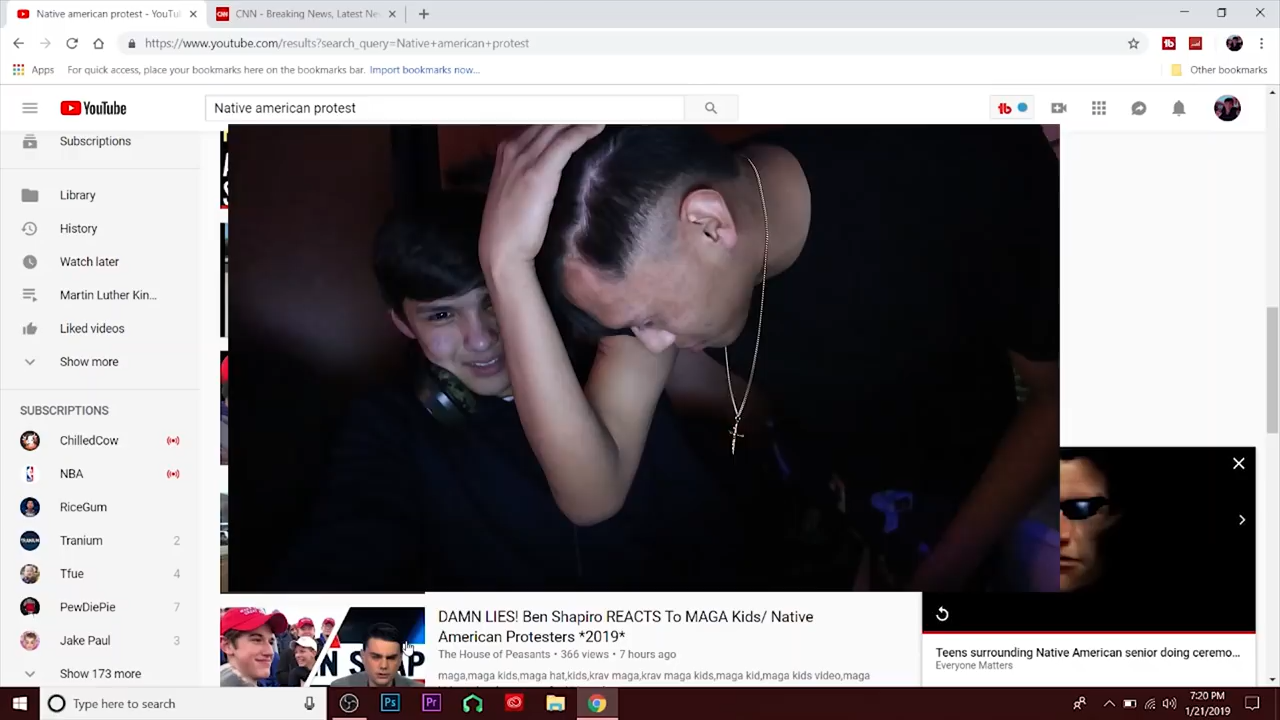 Native american protest - YouTu
CNN - Breaking News, Latest Ne
https://www.youtube.com/results?search_query=Native+american+protest
Apps
For quick access, place your bookmarks here on the bookmarks bar. Import bookmarks now...
Other bookmarks
YouTube
Native american protest
tb
Subscriptions
Library
History
Watch later
Martin Luther Kin...
Liked videos
Show more
SUBSCRIPTIONS
ChilledCow
NBA
RiceGum
Tranium 2
Tfue 4
PewDiePie 7
Jake Paul 3
Show 173 more
DAMN LIES! Ben Shapiro REACTS To MAGA Kids/ Native
American Protesters *2019*
The House of Peasants • 366 views • 7 hours ago
maga,maga kids,maga hat,kids,krav maga,krav maga kids,maga kid,maga kids video,maga
Teens surrounding Native American senior doing ceremo...
Everyone Matters
Type here to search
Ps
Pr
7:20 PM
1/21/2019